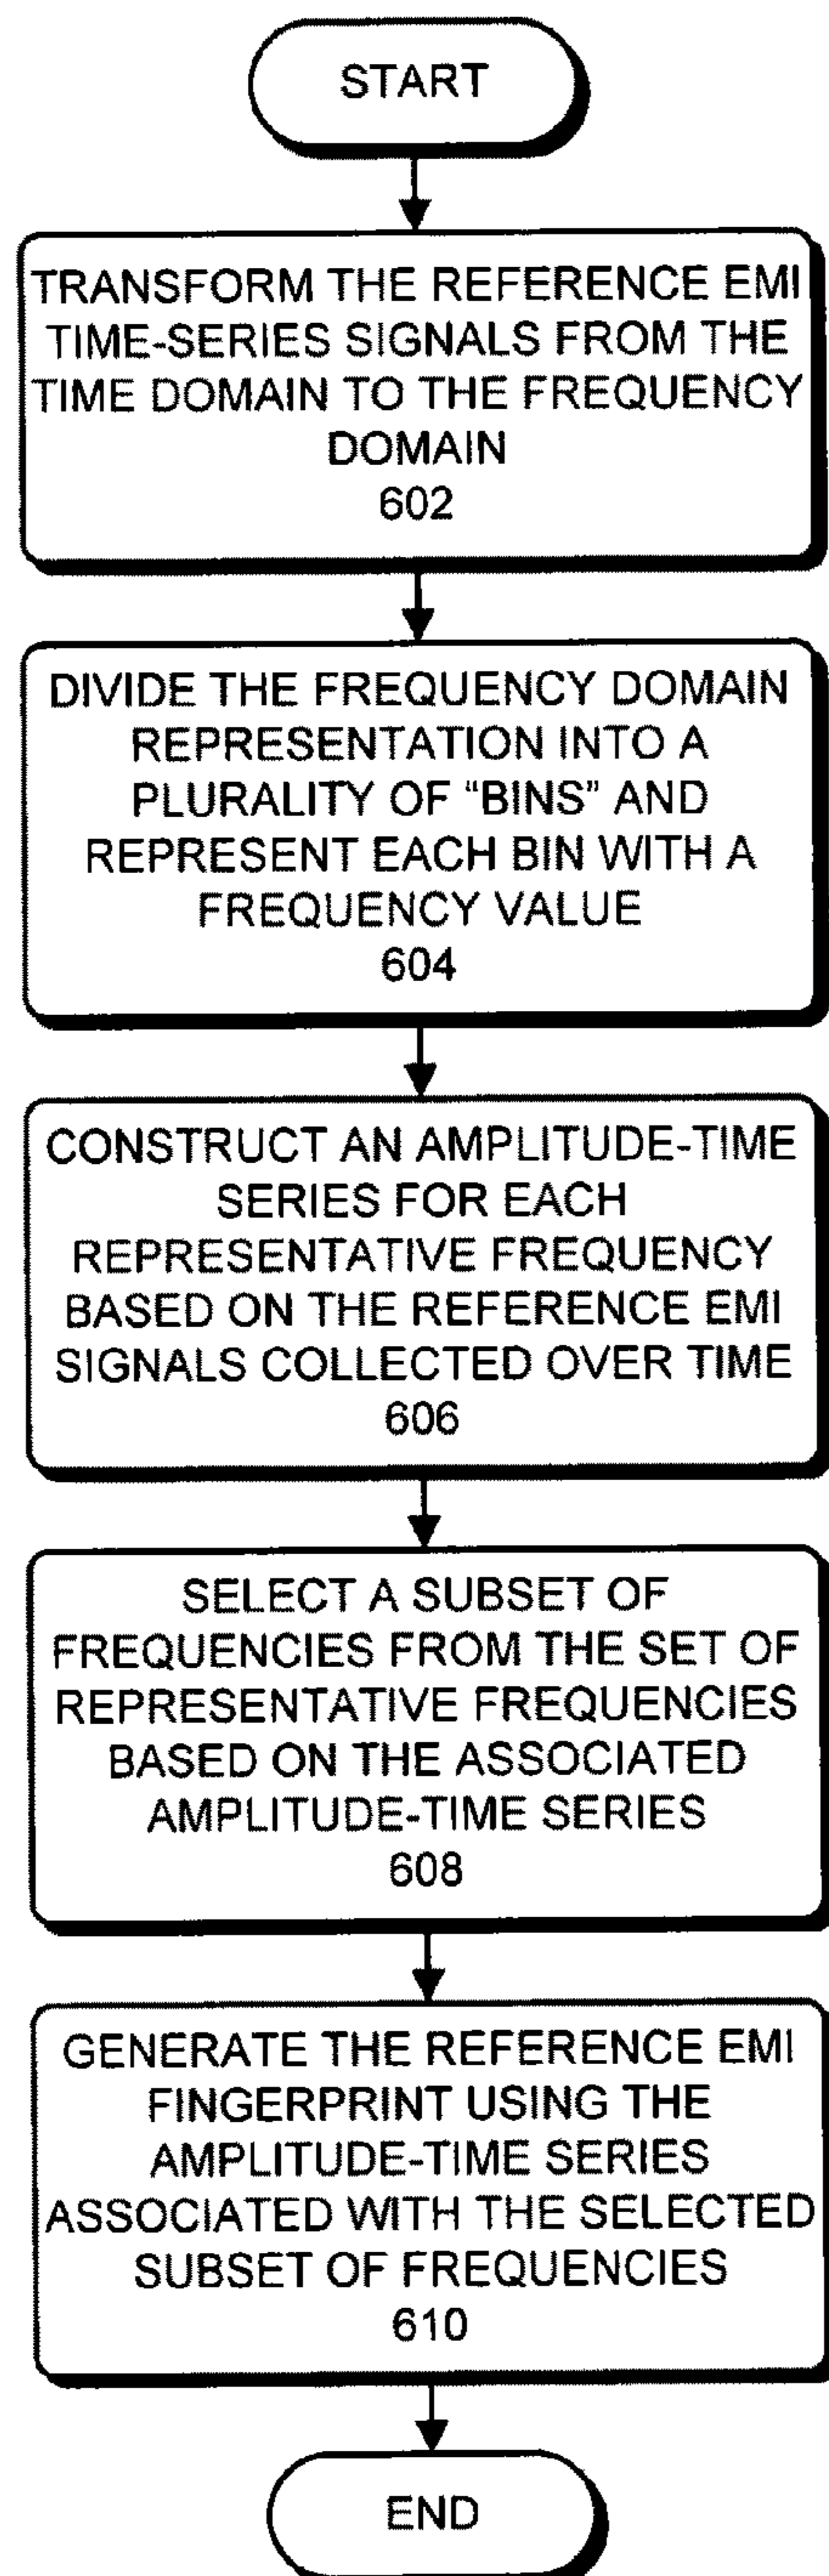 START
TRANSFORM THE REFERENCE EMI
TIME-SERIES SIGNALS FROM THE
TIME DOMAIN TO THE FREQUENCY
DOMAIN
602
DIVIDE THE FREQUENCY DOMAIN
REPRESENTATION INTO A
PLURALITY OF “BINS” AND
REPRESENT EACH BIN WITH A
FREQUENCY VALUE
604
CONSTRUCT AN AMPLITUDE-TIME
SERIES FOR EACH
REPRESENTATIVE FREQUENCY
BASED ON THE REFERENCE EMI
SIGNALS COLLECTED OVER TIME
606
SELECT A SUBSET OF
FREQUENCIES FROM THE SET OF
REPRESENTATIVE FREQUENCIES
BASED ON THE ASSOCIATED
AMPLITUDE-TIME SERIES
608
GENERATE THE REFERENCE EMI
FINGERPRINT USING THE
AMPLITUDE-TIME SERIES
ASSOCIATED WITH THE SELECTED
SUBSET OF FREQUENCIES
610
END